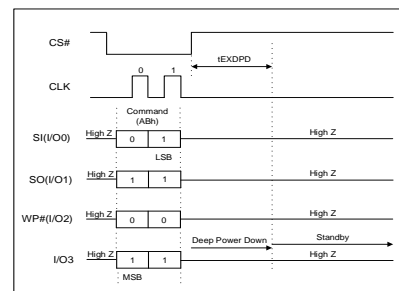 CS#
tEXDPD
0 1
CLK
Command
(ABh)
SI(I/O0) High Z 0 1 High Z
LSB
SO(I/O1) High Z 1 1 High Z
WP#(I/O2) High Z 0 0 High Z
Deep Power Down Standby
I/O3 High Z 1 1 High Z
MSB